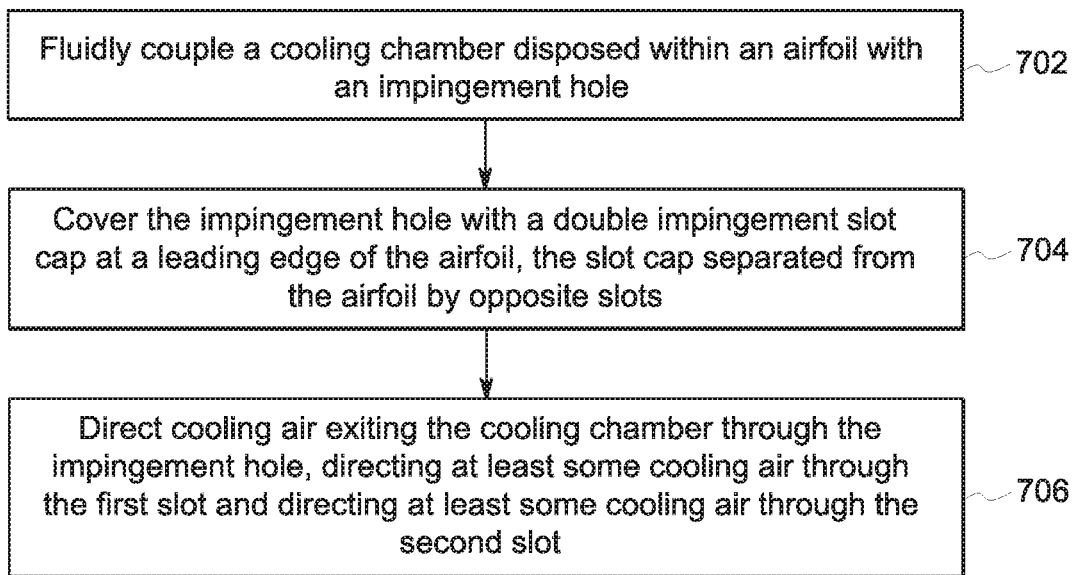 Fluidly couple a cooling chamber disposed within an airfoil with
an impingement hole
702
Cover the impingement hole with a double impingement slot
cap at a leading edge of the airfoil, the slot cap separated from
the airfoil by opposite slots
704
Direct cooling air exiting the cooling chamber through the
impingement hole, directing at least some cooling air through
the first slot and directing at least some cooling air through the
second slot
706